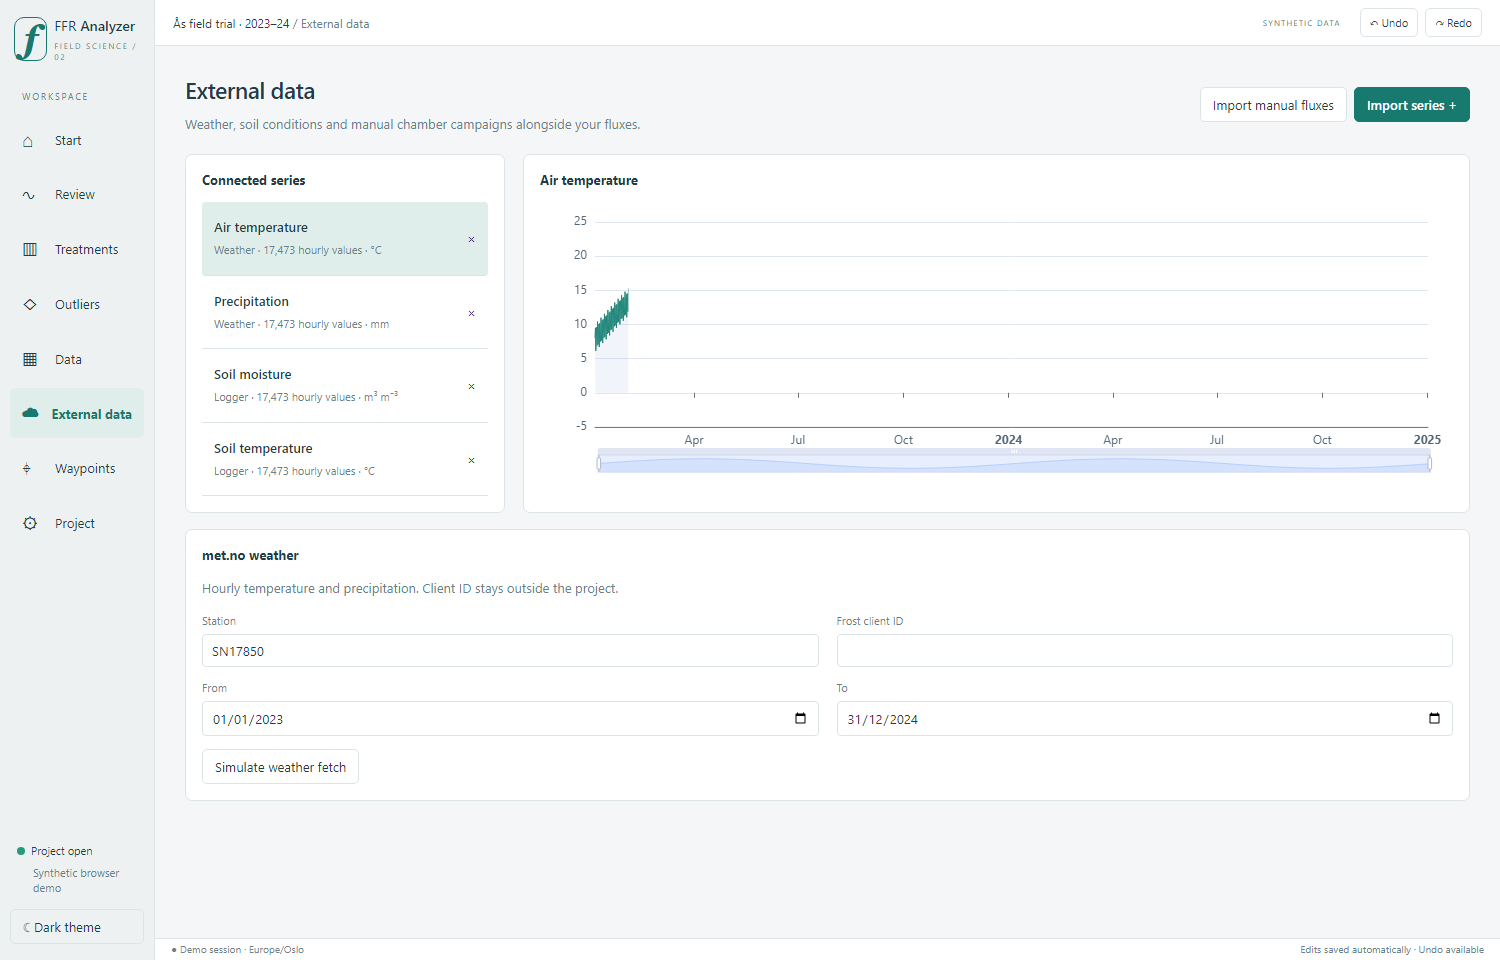 FFR Analyzer
FIELD SCIENCE /
02
WORKSPACE
Start
Review
Treatments
Outliers
Data
External data
Waypoints
Project
Project open
Synthetic browser
demo
Dark theme
Ås field trial · 2023–24 / External data
SYNTHETIC DATA
Undo
Redo
External data
Weather, soil conditions and manual chamber campaigns alongside your fluxes.
Import manual fluxes
Import series +
Connected series
Air temperature
Weather · 17,473 hourly values · °C
×
Precipitation
Weather · 17,473 hourly values · mm
×
Soil moisture
Logger · 17,473 hourly values · m³ m⁻³
×
Soil temperature
Logger · 17,473 hourly values · °C
×
Air temperature
25
20
15
10
5
0
-5
Apr Jul Oct 2024 Apr Jul Oct 2025
met.no weather
Hourly temperature and precipitation. Client ID stays outside the project.
Station
SN17850
Frost client ID
From
01/01/2023
To
31/12/2024
Simulate weather fetch
Demo session · Europe/Oslo
Edits saved automatically · Undo available